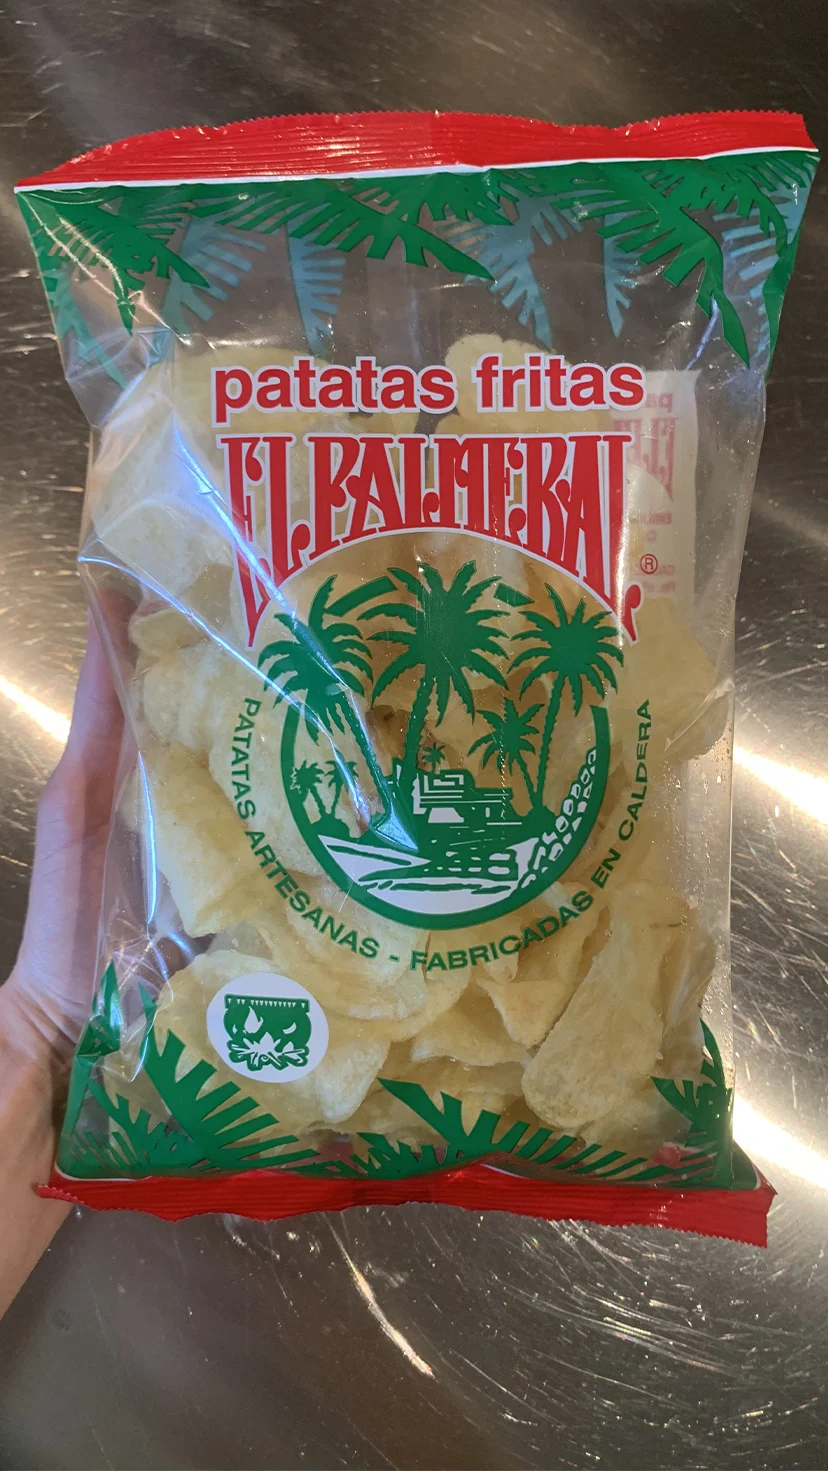 patatas fritas
EL PALMERAL
®
PATATAS ARTESANAS - FABRICADAS EN CALDERA